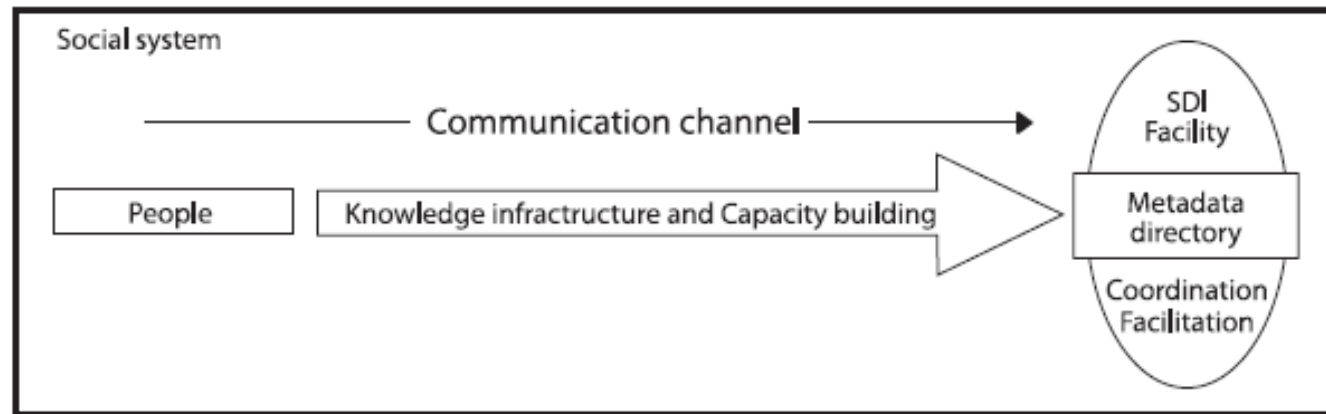 Social system
Communication channel
SDI
Facility
People
Knowledge infractructure and Capacity building
Metadata
directory
Coordination
Facilitation